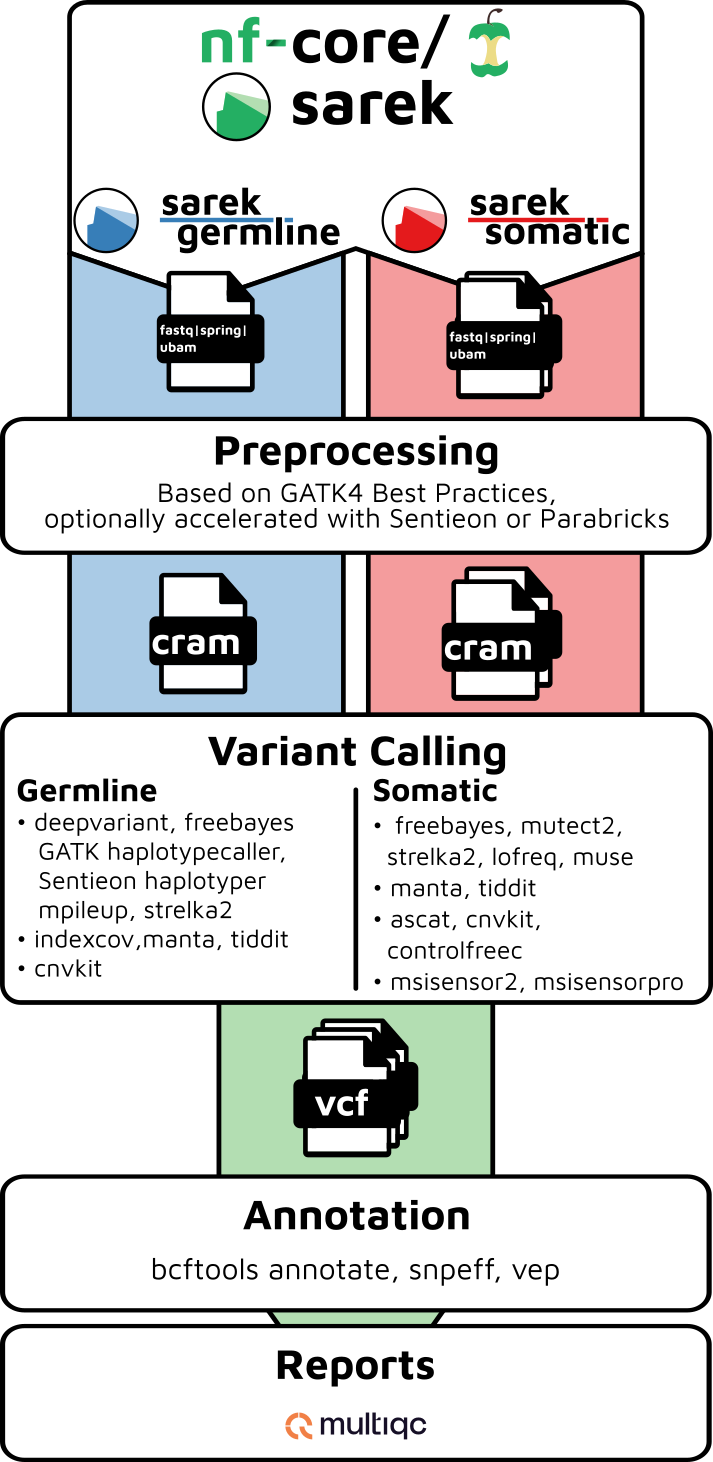 nf-core/
sarek
sarek
germline
sarek
somatic
fastq|spring|
ubam
fastq|spring|
ubam
Preprocessing
Based on GATK4 Best Practices,
optionally accelerated with Sentieon or Parabricks
cram
cram
Variant Calling
Germline
• deepvariant, freebayes
GATK haplotypecaller,
Sentieon haplotyper
mpileup, strelka2
• indexcov,manta, tiddit
• cnvkit
Somatic
• freebayes, mutect2,
strelka2, lofreq, muse
• manta, tiddit
• ascat, cnvkit,
controlfreec
• msisensor2, msisensorpro
vcf
Annotation
bcftools annotate, snpeff, vep
Reports
multiqc